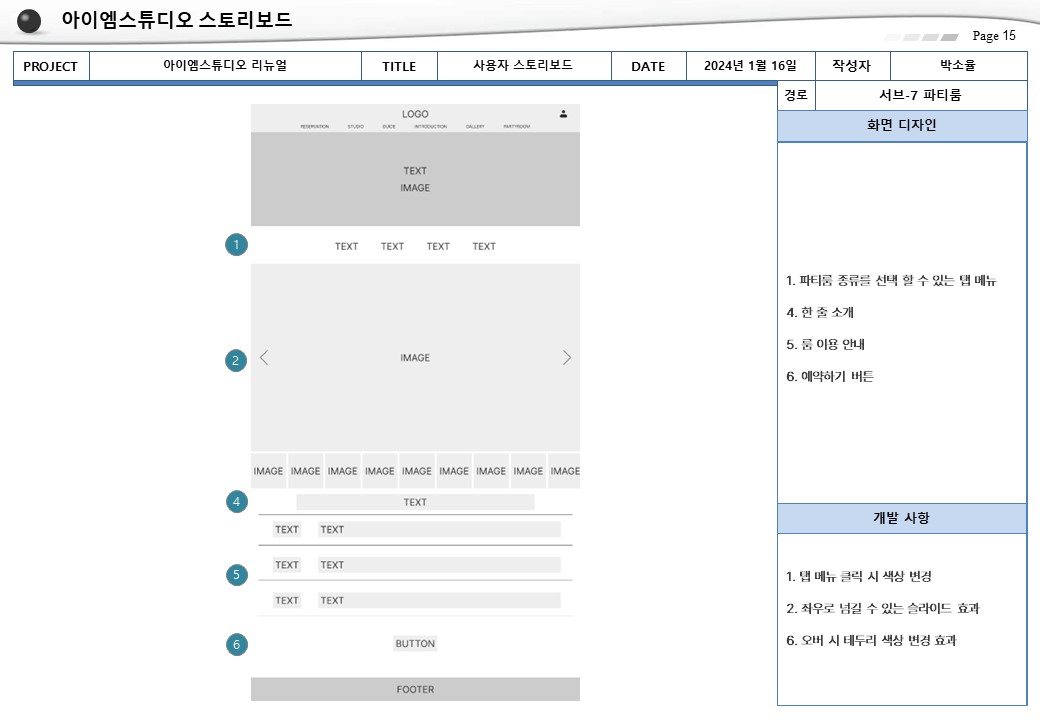 아이엠스튜디오 스토리보드
Page 15
PROJECT 아이엠스튜디오 리뉴얼 TITLE 사용자 스토리보드 DATE 2024년 1월 16일 작성자 박소율
경로 서브-7 파티룸
화면 디자인
LOGO
RESERVATION STUDIO GUIDE INTRODUCTION GALLERY PARTYROOM
TEXT
IMAGE
1 TEXT TEXT TEXT TEXT
2 IMAGE
IMAGE IMAGE IMAGE IMAGE IMAGE IMAGE IMAGE IMAGE IMAGE
4 TEXT
TEXT TEXT
5 TEXT TEXT
TEXT TEXT
6 BUTTON
FOOTER
1. 파티룸 종류를 선택 할 수 있는 탭 메뉴
4. 한 줄 소개
5. 룸 이용 안내
6. 예약하기 버튼
개발 사항
1. 탭 메뉴 클릭 시 색상 변경
2. 좌우로 넘길 수 있는 슬라이드 효과
6. 오버 시 테두리 색상 변경 효과